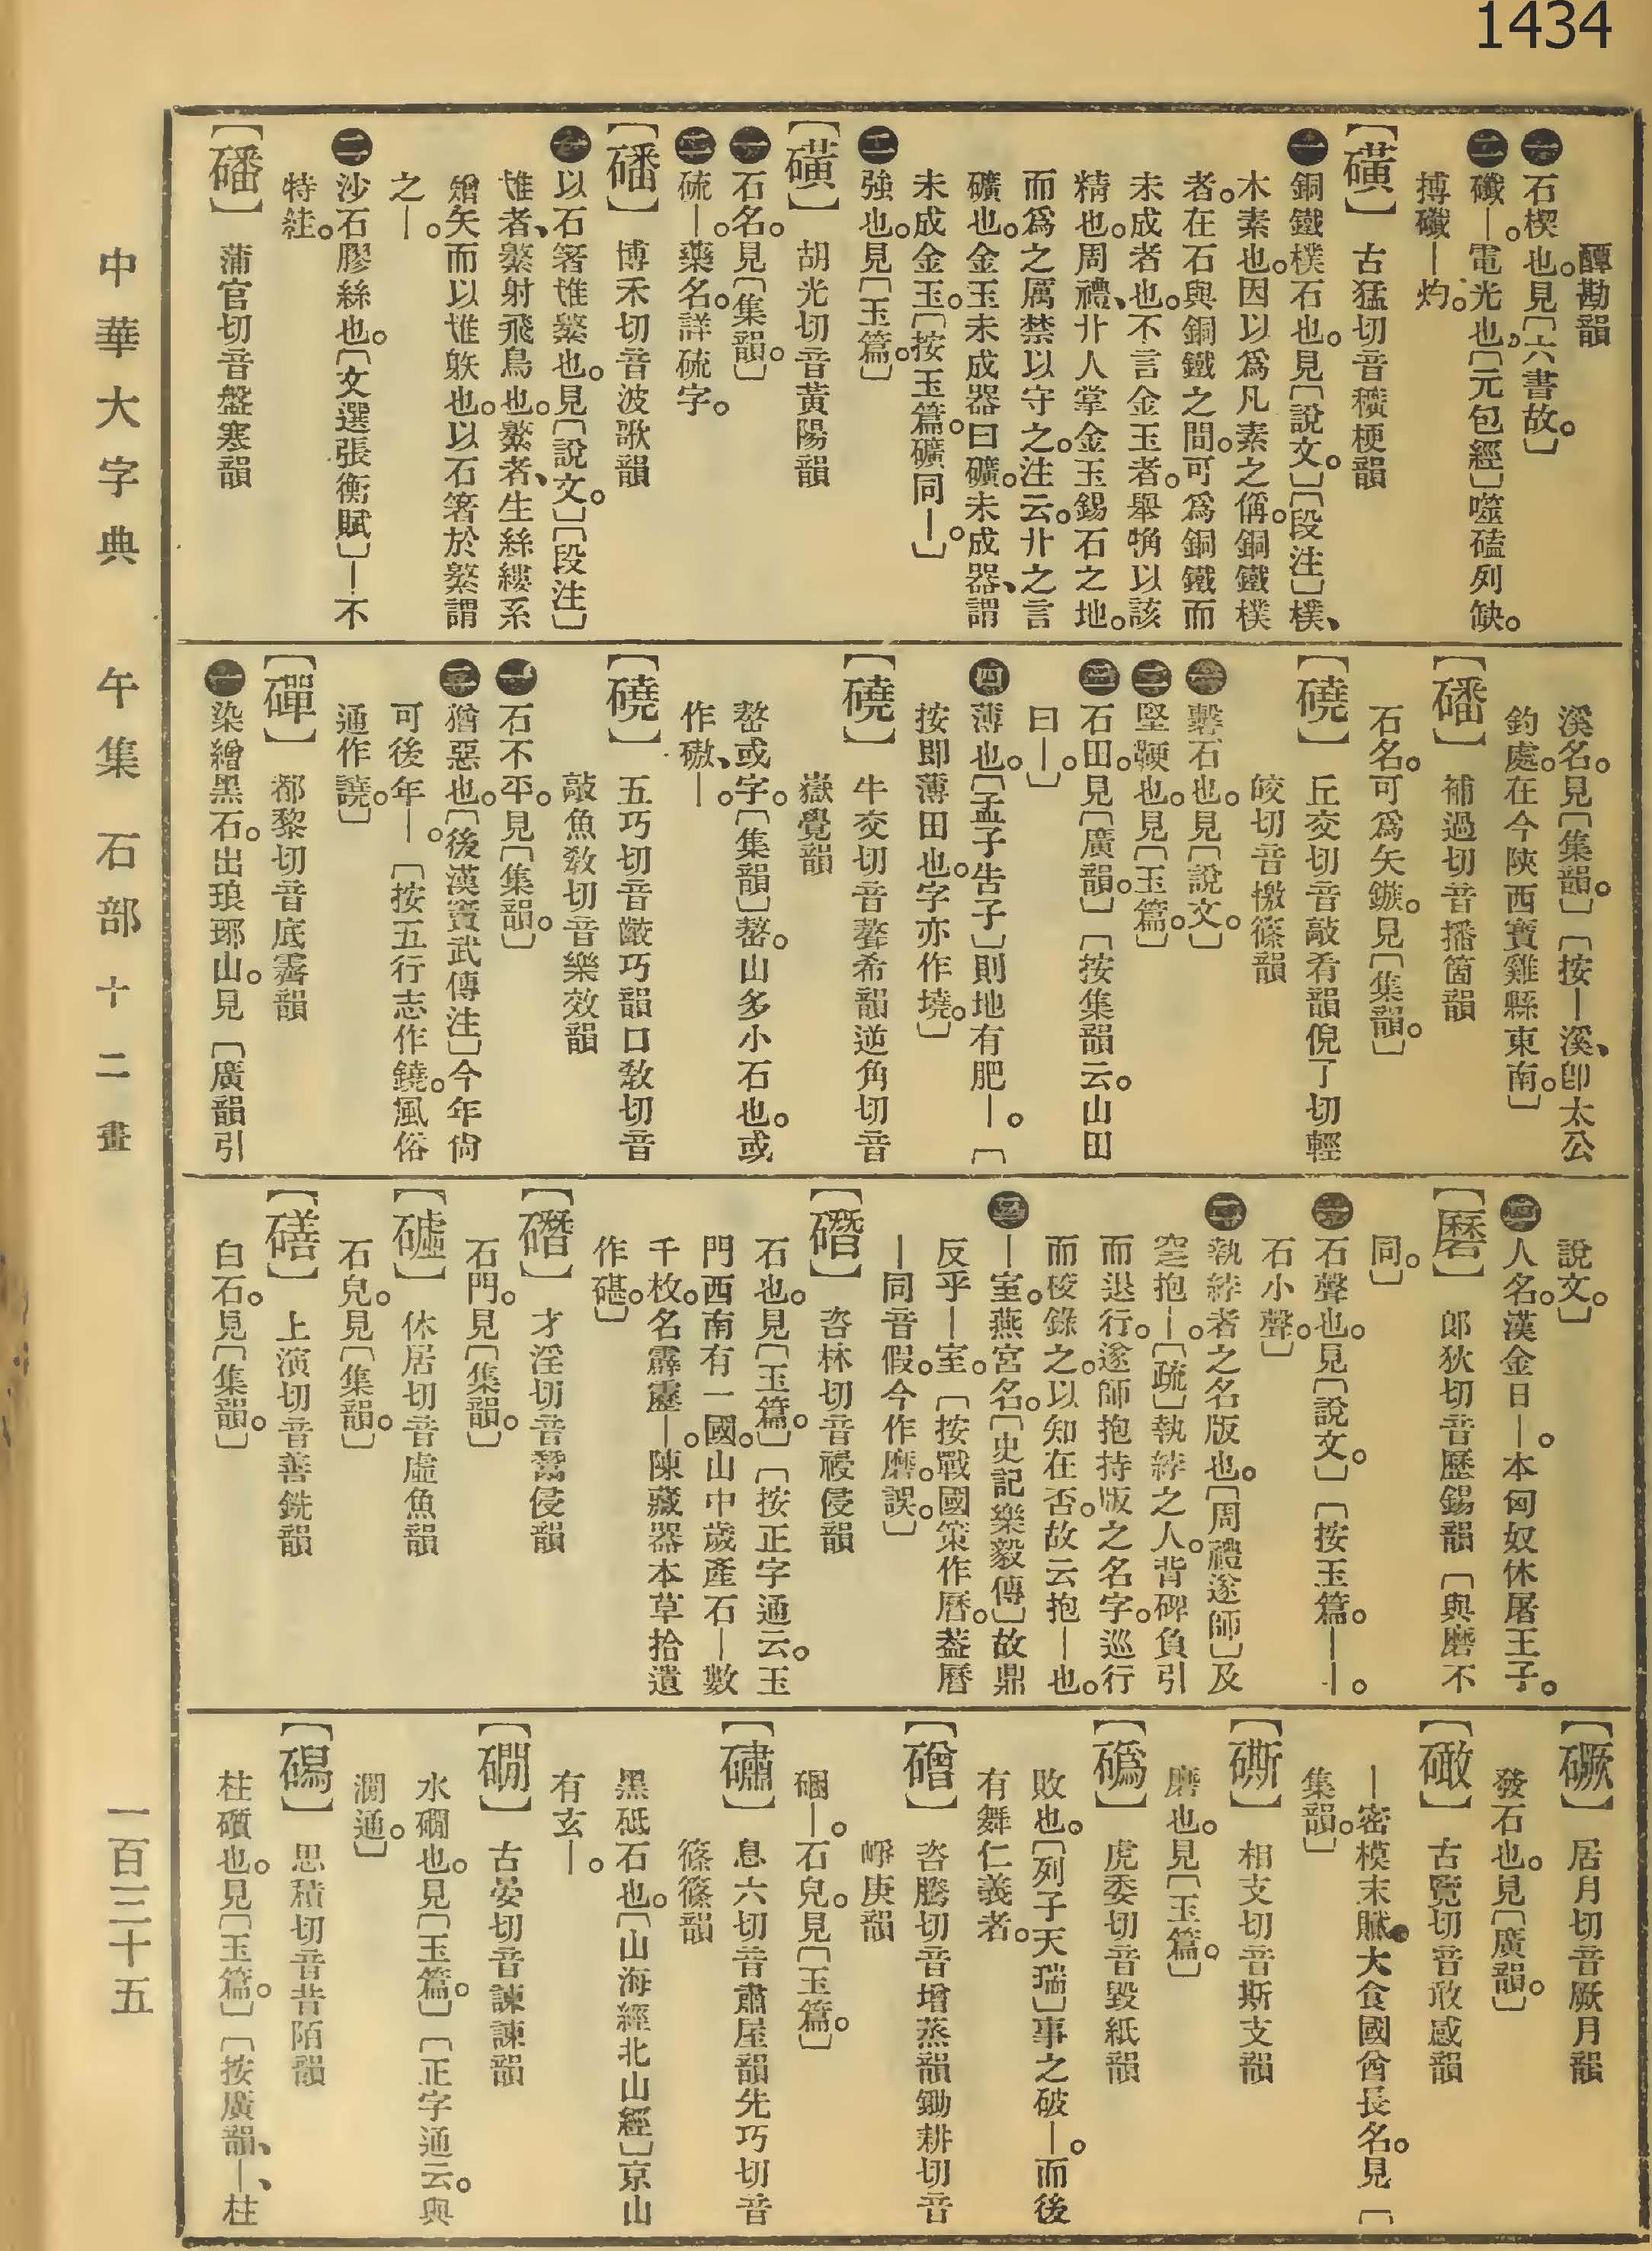 1434
醰勘韻
㊀石楔也。見〔六書故。〕
㊁磹—。電光也。〔元包經〕噬磕列缺。
搏磹—灼。
【磺】古猛切音穬梗韻
㊀銅鐵樸石也。見〔說文。〕〔段注〕樸、
木素也。因以爲凡素之偁。銅鐵樸
者。在石與銅鐵之間。可爲銅鐵而
未成者也。不言金玉者。舉觕以該
精也。周禮、卝人掌金玉錫石之地。
而爲之厲禁以守之。注云。卝之言
礦也。金玉未成器曰礦。未成器、謂
未成金玉。〔按玉篇。礦同—。〕
㊁強也。見〔玉篇。〕
【磺】胡光切音黃陽韻
㊀石名。見〔集韻。〕
㊁硫—。藥名。詳硫字。
【磻】博禾切音波歌韻
㊀以石箸惟繁也。見〔說文。〕〔段注〕
惟者、繁射飛鳥也。繁者、生絲縷系
矰矢而以惟䠶也。以石箸於繁謂
之—。
㊁沙石膠絲也。〔文選張衡賦〕—不
特絓。
【磻】蒲官切音盤寒韻
溪名。見〔集韻。〕〔按—溪、卽太公
釣處。在今陝西寶雞縣東南。〕
【磻】補過切音播箇韻
石名。可爲矢鏃。見〔集韻。〕
【磽】丘交切音敲肴韻倪了切輕
皎切音㩓篠韻
㊀磬石也。見〔說文。〕
㊁堅鞕也。見〔玉篇。〕
㊂石田。見〔廣韻。〕〔按集韻云。山田
曰—。〕
㊃薄也。〔孟子告子〕則地有肥—。〔
按即薄田也。字亦作墝。〕
【磽】牛交切音聱肴韻逆角切音
嶽覺韻
嶅或字。〔集韻〕嶅。山多小石也。或
作磝、—。
【磽】五巧切音齩巧韻口敎切音
敲魚敎切音樂效韻
㊀石不平。見〔集韻。〕
㊁猶惡也。〔後漢竇武傳注〕今年尙
可後年—。〔按五行志作鐃。風俗
通作譊。〕
【磾】都黎切音底霽韻
㊀染繒黑石。出琅琊山。見〔廣韻引
說文。〕
㊁人名。漢金日—。本匈奴休屠王子。
【磿】郎狄切音歷錫韻〔與磨不
同。〕
㊀石聲也。見〔說文。〕〔按玉篇。——。
石小聲。〕
㊁執綍者之名版也。〔周禮遂師〕及
窆抱—。〔疏〕執綍之人。背碑負引
而退行。遂師抱持版之名字。巡行
而校錄之。以知在否。故云抱—也。
㊂—室。燕宮名。〔史記樂毅傳〕故鼎
反乎—室。〔按戰國策作曆。蓋曆
—同音假。今作磨。誤。〕
【䃡】咨林切音祲侵韻
石也。見〔玉篇。〕〔按正字通云。玉
門西南有一國。山中歲產石—數
千枚。名霹靂—。陳藏器本草拾遺
作碪。〕
【䃡】才淫切音鬵侵韻
石門。見〔集韻。〕
【𥕓】休居切音虛魚韻
石皃。見〔集韻。〕
【磰】上演切音善銑韻
白石。見〔集韻。〕
【𥕲】居月切音厥月韻
發石也。見〔廣韻。〕
【䃭】古覽切音敢感韻
—密模末膩。大食國酋長名。見〔
集韻。〕
【磃】相支切音斯支韻
磨也。見〔玉篇。〕
【䃣】虎委切音毀紙韻
敗也。〔列子天瑞〕事之破—。而後
有舞仁義者。
【磳】咨騰切音增蒸韻鋤耕切音
崢庚韻
硱—。石皃。見〔玉篇。〕
【䃤】息六切音肅屋韻先巧切音
篠篠韻
黑砥石也。〔山海經北山經〕京山
有玄—。
【磵】古晏切音諫諫韻
水磵也。見〔玉篇。〕〔正字通云。與
澗通。〕
【磶】思積切音昔陌韻
柱礩也。見〔玉篇。〕〔按廣韻、—、柱
中華大字典　午集　石部　十二畫　一百三十五